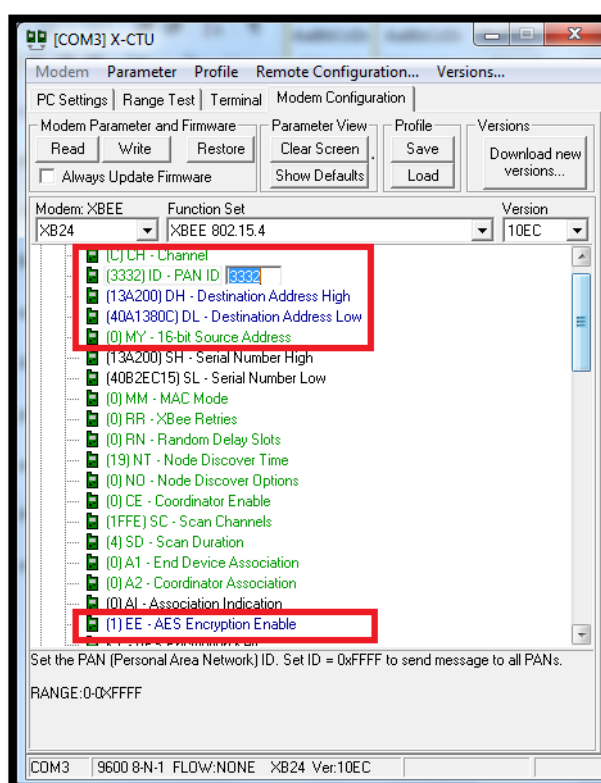 [COM3] X-CTU
Modem Parameter Profile Remote Configuration... Versions...
PC Settings Range Test Terminal Modem Configuration
Modem Parameter and Firmware Parameter View Profile Versions
Read Write Restore Clear Screen Save Download new versions...
Always Update Firmware Show Defaults Load
Modem: XBEE Function Set Version
XB24 XBEE 802.15.4 10EC
(C) CH - Channel
(3332) ID - PAN ID 3332
(13A200) DH - Destination Address High
(40A1380C) DL - Destination Address Low
(0) MY - 16-bit Source Address
(13A200) SH - Serial Number High
(40B2EC15) SL - Serial Number Low
(0) MM - MAC Mode
(0) RR - XBee Retries
(0) RN - Random Delay Slots
(19) NT - Node Discover Time
(0) NO - Node Discover Options
(0) CE - Coordinator Enable
(1FFE) SC - Scan Channels
(4) SD - Scan Duration
(0) A1 - End Device Association
(0) A2 - Coordinator Association
(0) AI - Association Indication
(1) EE - AES Encryption Enable
Set the PAN (Personal Area Network) ID. Set ID = 0xFFFF to send message to all PANs.
RANGE:0-0XFFFF
COM3 9600 8-N-1 FLOW:NONE XB24 Ver:10EC